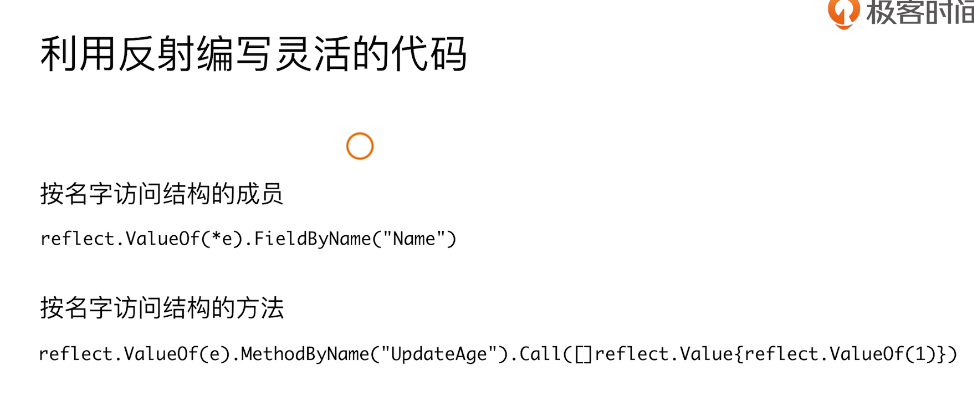 极客时间
利用反射编写灵活的代码
按名字访问结构的成员
reflect.ValueOf(*e).FieldByName("Name")
按名字访问结构的方法
reflect.ValueOf(e).MethodByName("UpdateAge").Call([]reflect.Value{reflect.ValueOf(1)})